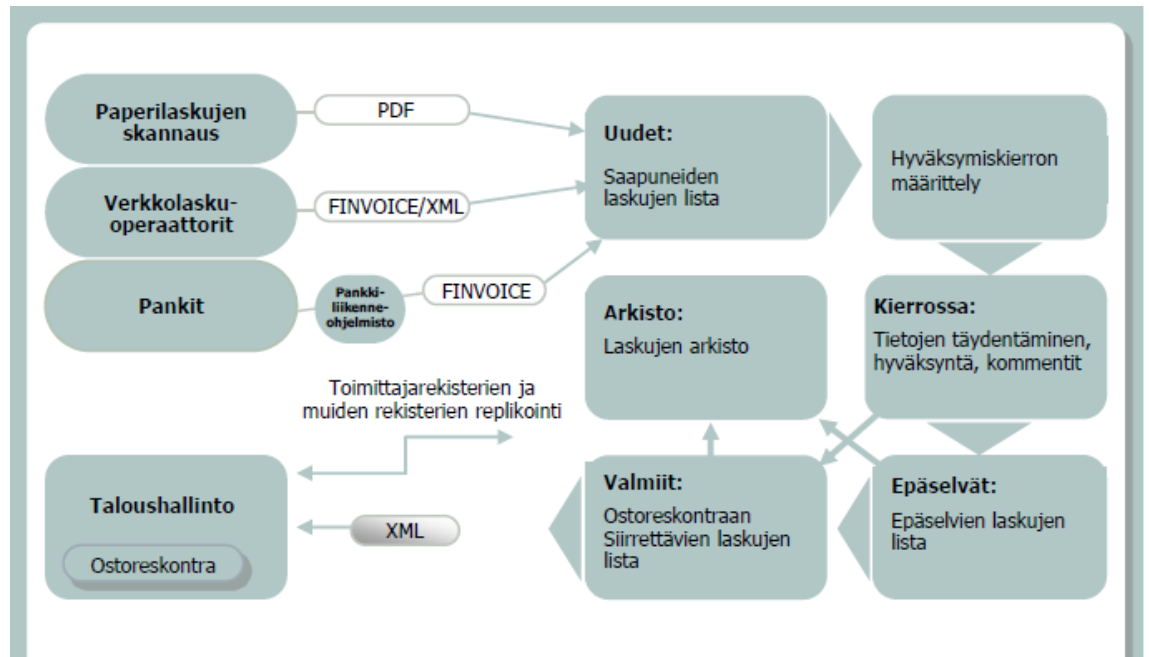 Paperilaskujen
skannaus
PDF
Verkkolasku-
operaattorit
FINVOICE/XML
Pankit
Pankki-
liikenne-
ohjelmisto
FINVOICE
Uudet:
Saapuneiden
laskujen lista
Hyväksymiskierron
määrittely
Arkisto:
Laskujen arkisto
Kierrossa:
Tietojen täydentäminen,
hyväksyntä, kommentit
Toimittajarekisterien ja
muiden rekisterien replikointi
Taloushallinto
Ostoreskontra
XML
Valmiit:
Ostoreskontraan
Siirrettävien laskujen
lista
Epäselvät:
Epäselvien laskujen
lista